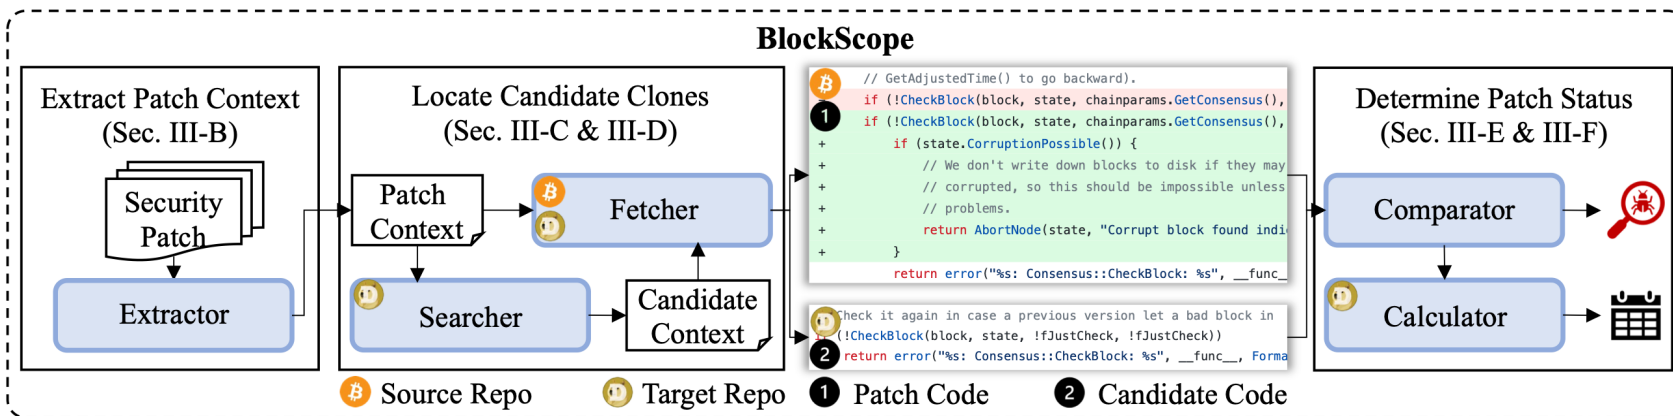 BlockScope
Extract Patch Context
(Sec. III-B)
Security
Patch
Extractor
Locate Candidate Clones
(Sec. III-C & III-D)
Patch
Context
Fetcher
Searcher
Candidate
Context
// GetAdjustedTime() to go backward).
if (!CheckBlock(block, state, chainparams.GetConsensus(),
1
if (!CheckBlock(block, state, chainparams.GetConsensus(),
+ if (state.CorruptionPossible()) {
+ // We don't write down blocks to disk if they may
+ // corrupted, so this should be impossible unless
+ // problems.
+ return AbortNode(state, "Corrupt block found indi
+ }
return error("%s: Consensus::CheckBlock: %s", __func_
Check it again in case a previous version let a bad block in
(!CheckBlock(block, state, !fJustCheck, !fJustCheck))
2
return error("%s: Consensus::CheckBlock: %s", __func__, Forma
Determine Patch Status
(Sec. III-E & III-F)
Comparator
Calculator
Source Repo
Target Repo
1 Patch Code
2 Candidate Code